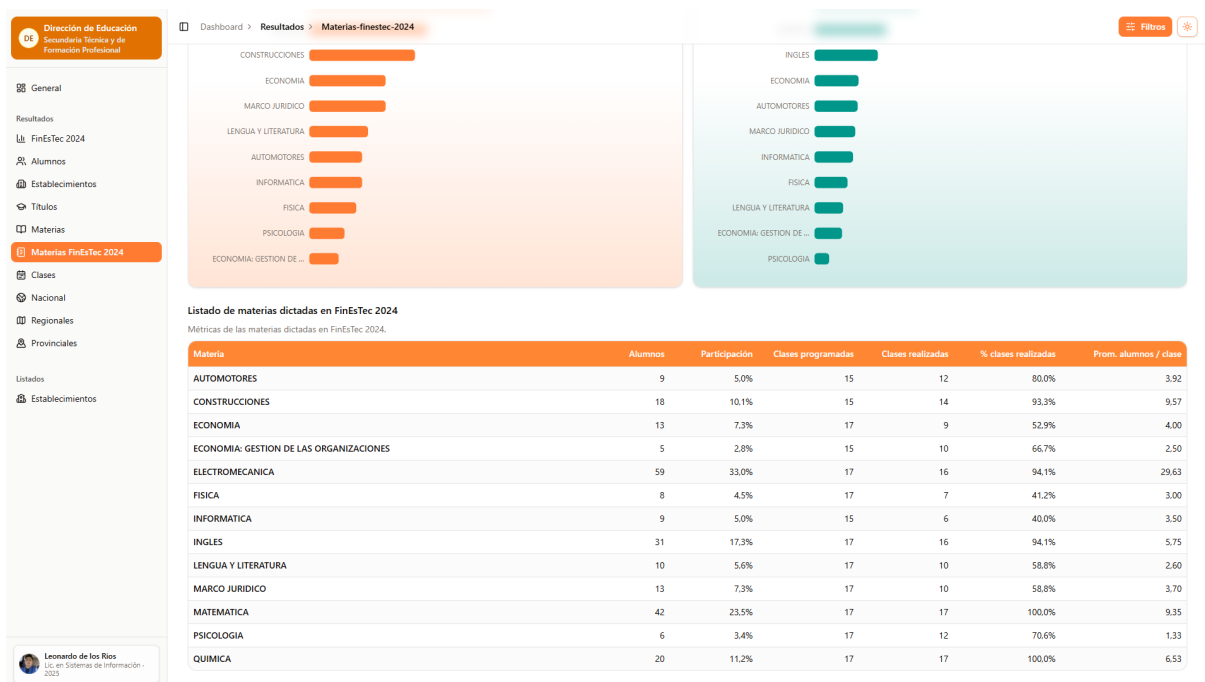 DE
Dirección de Educación
Secundaria Técnica y de
Formación Profesional
Dashboard > Resultados > Materias-finestec-2024
Filtros
General
Resultados
FinEsTec 2024
Alumnos
Establecimientos
Títulos
Materias
Materias FinEsTec 2024
Clases
Nacional
Regionales
Provinciales
Listados
Establecimientos
Leonardo de los Rios
Lic. en Sistemas de Información -
2025
CONSTRUCCIONES
ECONOMIA
MARCO JURIDICO
LENGUA Y LITERATURA
AUTOMOTORES
INFORMATICA
FISICA
PSICOLOGIA
ECONOMIA: GESTION DE ...
INGLES
ECONOMIA
AUTOMOTORES
MARCO JURIDICO
INFORMATICA
FISICA
LENGUA Y LITERATURA
ECONOMIA: GESTION DE ...
PSICOLOGIA
Listado de materias dictadas en FinEsTec 2024
Métricas de las materias dictadas en FinEsTec 2024.
Materia Alumnos Participación Clases programadas Clases realizadas % clases realizadas Prom. alumnos / clase
AUTOMOTORES 9 5,0% 15 12 80,0% 3,92
CONSTRUCCIONES 18 10,1% 15 14 93,3% 9,57
ECONOMIA 13 7,3% 17 9 52,9% 4,00
ECONOMIA: GESTION DE LAS ORGANIZACIONES 5 2,8% 15 10 66,7% 2,50
ELECTROMECANICA 59 33,0% 17 16 94,1% 29,63
FISICA 8 4,5% 17 7 41,2% 3,00
INFORMATICA 9 5,0% 15 6 40,0% 3,50
INGLES 31 17,3% 17 16 94,1% 5,75
LENGUA Y LITERATURA 10 5,6% 17 10 58,8% 2,60
MARCO JURIDICO 13 7,3% 17 10 58,8% 3,70
MATEMATICA 42 23,5% 17 17 100,0% 9,35
PSICOLOGIA 6 3,4% 17 12 70,6% 1,33
QUIMICA 20 11,2% 17 17 100,0% 6,53